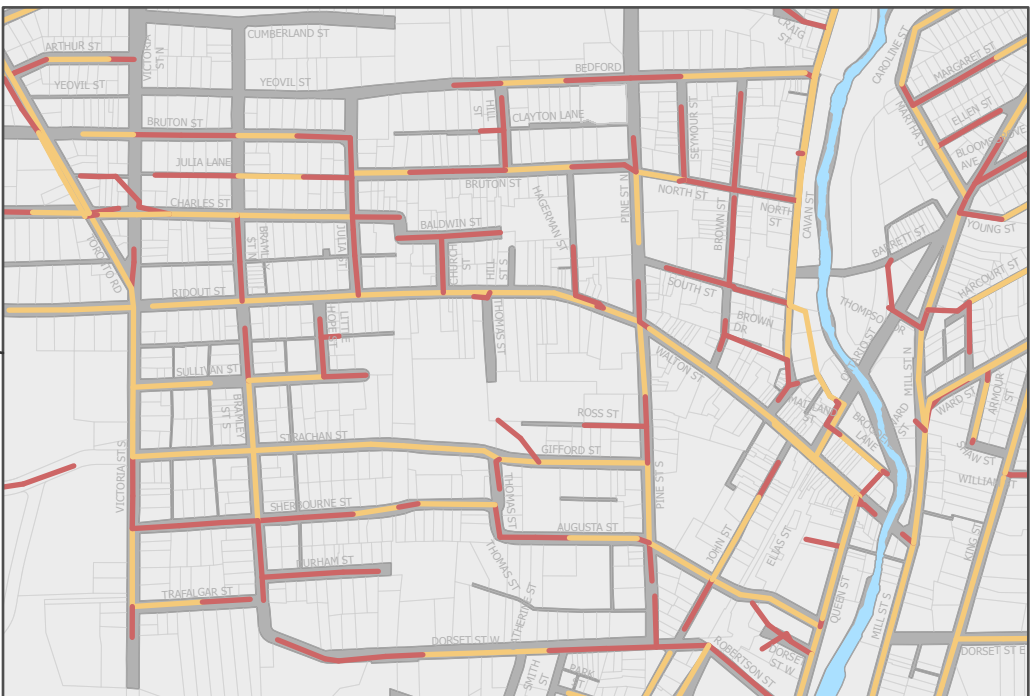 CRAIG
ST
CUMBERLAND ST
ARTHUR ST
VICTORIA
ST N
CAROLINE ST
MARGARET ST
BEDFORD
YEOVIL ST
YEOVIL ST
HILL
ST
CLAYTON LANE
SEYMOUR ST
MARTHA S
ELLEN ST
BRUTON ST
AVE
JULIA LANE
BRUTON ST
NORTH ST
PINE ST N
HAGERMAN ST
CHARLES ST
BROWN ST
NORTH
ST
CAVAN ST
BALDWIN ST
YOUNG ST
BARRETT ST
JULIA ST
BRAMLEY
ST N
TORONTO RD
CHURCH
ST
HILL
ST S
HARCOURT ST
SOUTH ST
RIDOUT ST
LITTLE
HOPE ST
THOMAS ST
BROWN
DR
THOMPSO
DR
ONTARIO ST
WALTON ST
MILL ST N
SULLIVAN ST
ARMOUR
ST
WARD ST
MAITLAND
ST
BRAMLEY
ST S
ROSS ST
LANE
STRACHAN ST
GIFFORD ST
SHAW ST
VICTORIA ST S
PINE ST S
WILLIAM ST
THOMAS ST
SHERBOURNE ST
AUGUSTA ST
JOHN ST
ELIAS ST
KING ST
DURHAM ST
THOMAS ST
TRAFALGAR ST
QUEEN ST
MILL ST S
DORSET ST W
ROBERTSON ST
DORSET
ST W
DORSET ST E
SMITH
ST
PARK
ST